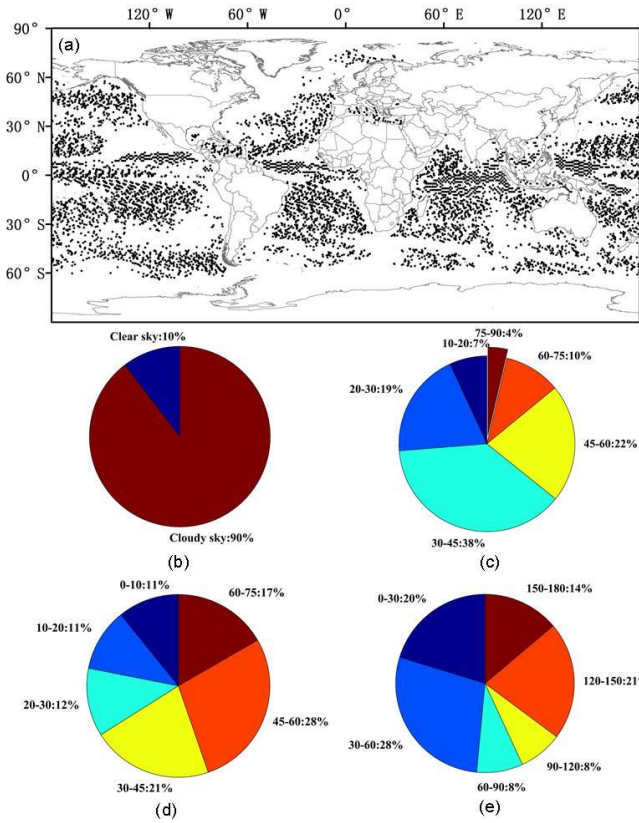 120° W 60° W 0° 60° E 120° E
90°
(a)
60° N
30° N
0°
30° S
60° S
75-90:4%
Clear sky:10%
10-20:7%
60-75:10%
20-30:19%
45-60:22%
Cloudy sky:90%
30-45:38%
(b)
(c)
0-10:11%
60-75:17%
150-180:14%
0-30:20%
10-20:11%
120-150:21%
20-30:12%
45-60:28%
30-60:28%
90-120:8%
30-45:21%
60-90:8%
(d)
(e)